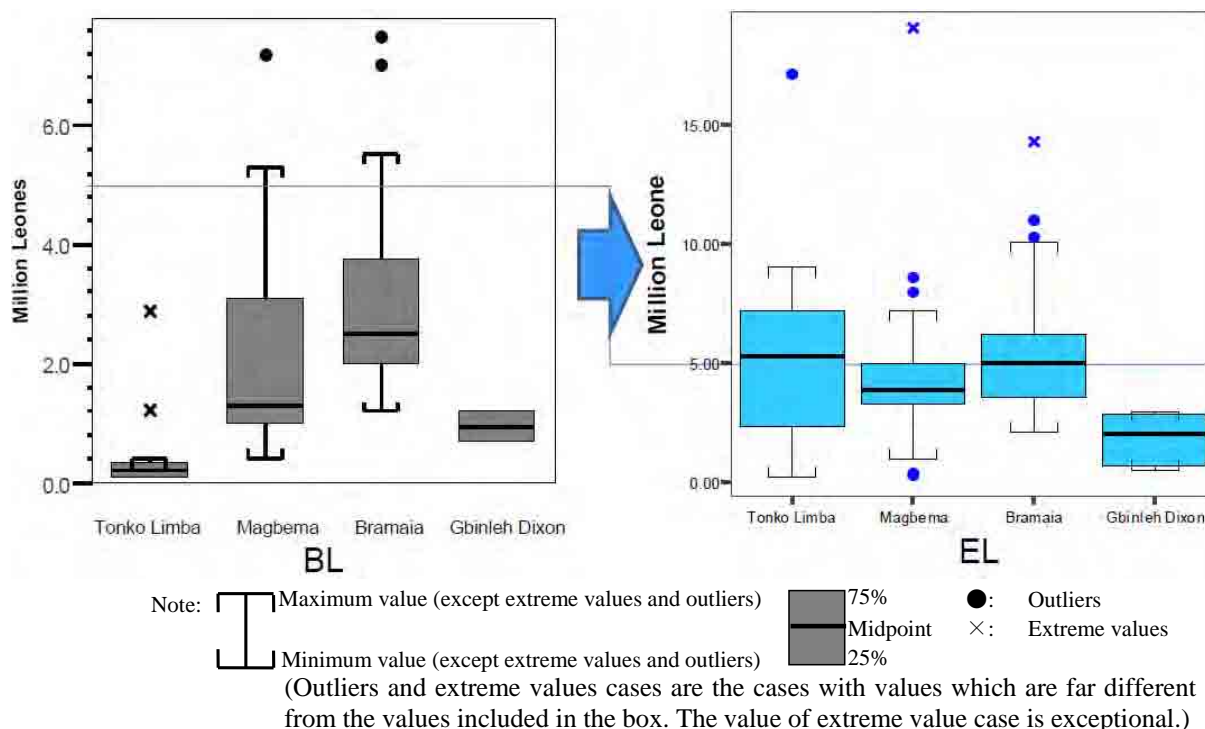 Million Leones
6.0
4.0
2.0
0.0
Tonko Limba Magbema Bramaia Gbinleh Dixon
BL
Million Leone
15.00
10.00
5.00
0.00
Tonko Limba Magbema Bramaia Gbinleh Dixon
EL
Note:
Maximum value (except extreme values and outliers)
Minimum value (except extreme values and outliers)
75%
Midpoint
25%
●: Outliers
×: Extreme values
(Outliers and extreme values cases are the cases with values which are far different
from the values included in the box. The value of extreme value case is exceptional.)